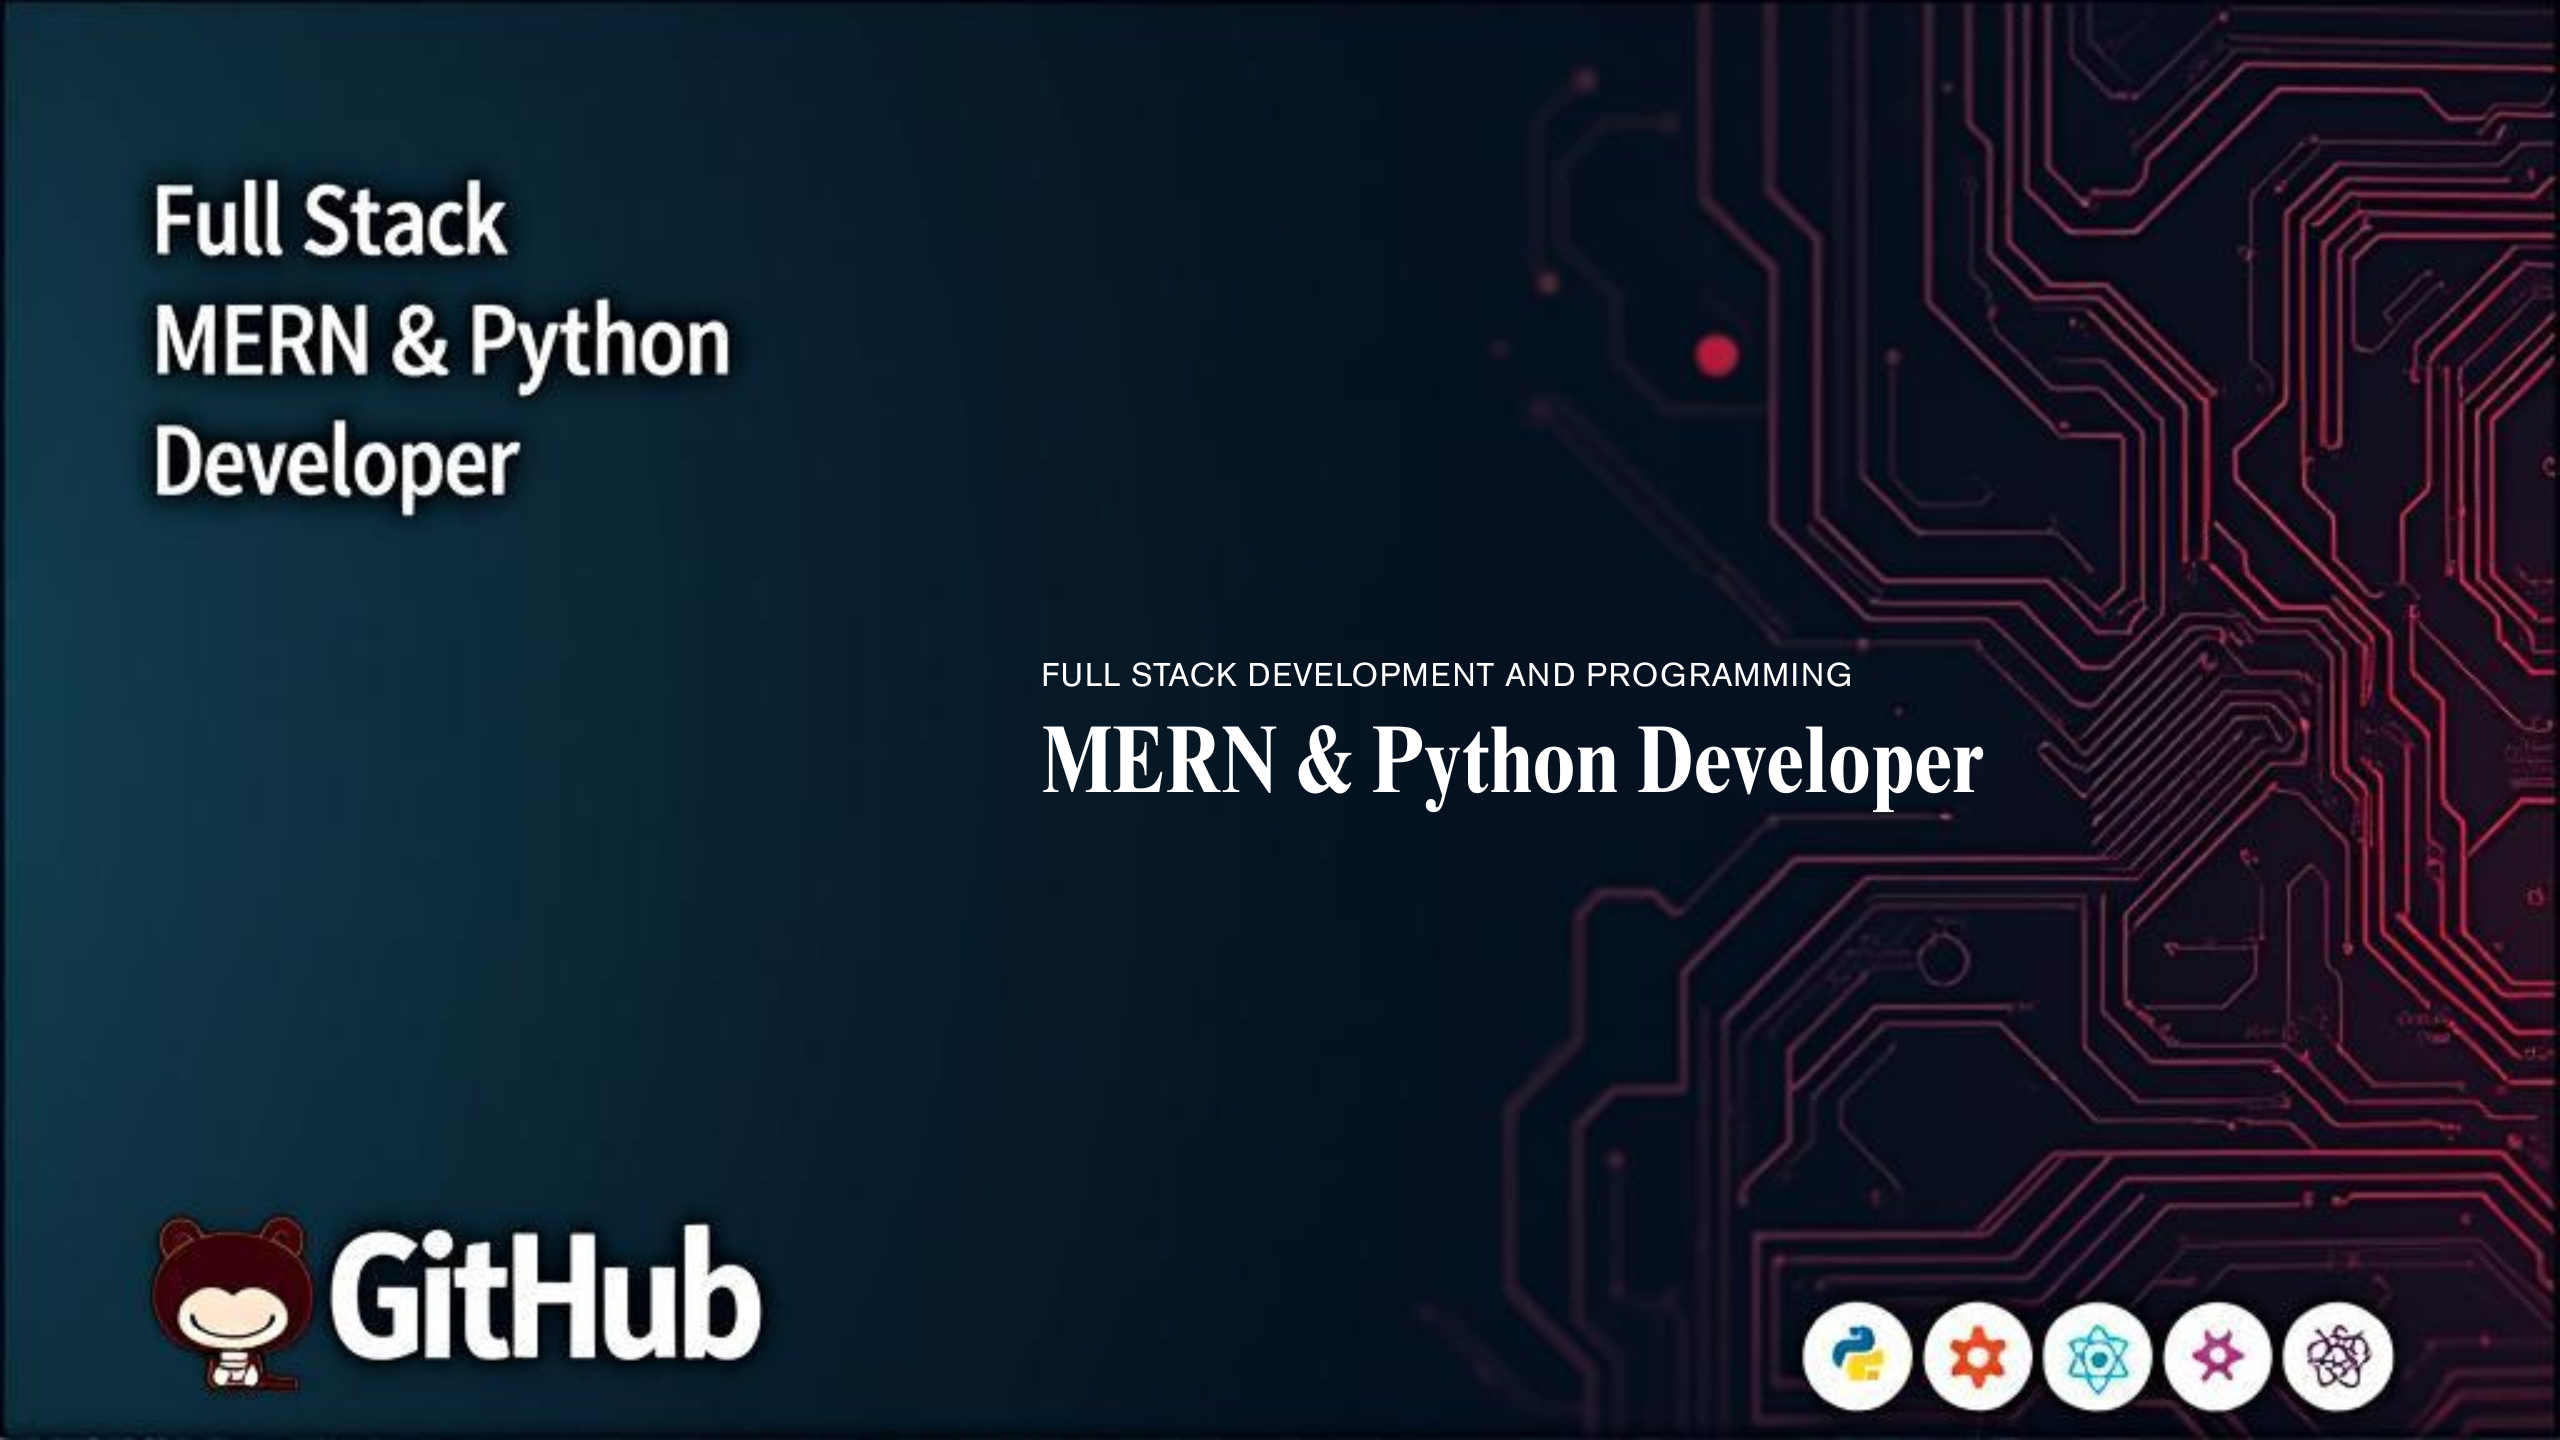 Full Stack
MERN & Python
Developer
FULL STACK DEVELOPMENT AND PROGRAMMING
MERN & Python Developer
GitHub